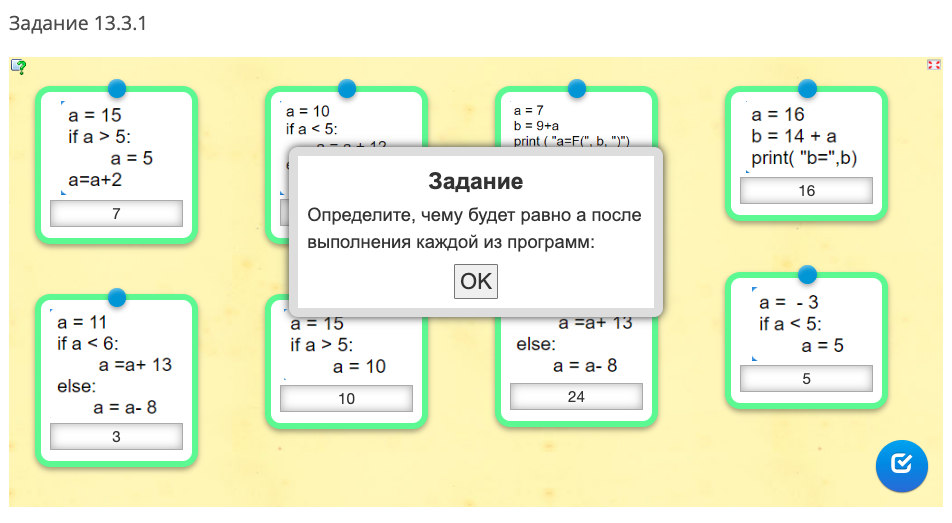 Задание 13.3.1
a = 15
if a > 5:
a = 5
a=a+2
7
a = 10
if a < 5:
a = 7
b = 9+a
print ( "a=F(", b, ")")
a = 16
b = 14 + a
print( "b=",b)
16
Задание
Определите, чему будет равно a после
выполнения каждой из программ:
OK
a = 11
if a < 6:
a =a+ 13
else:
a = a- 8
3
a = 15
if a > 5:
a = 10
10
a =a+ 13
else:
a = a- 8
24
a = - 3
if a < 5:
a = 5
5